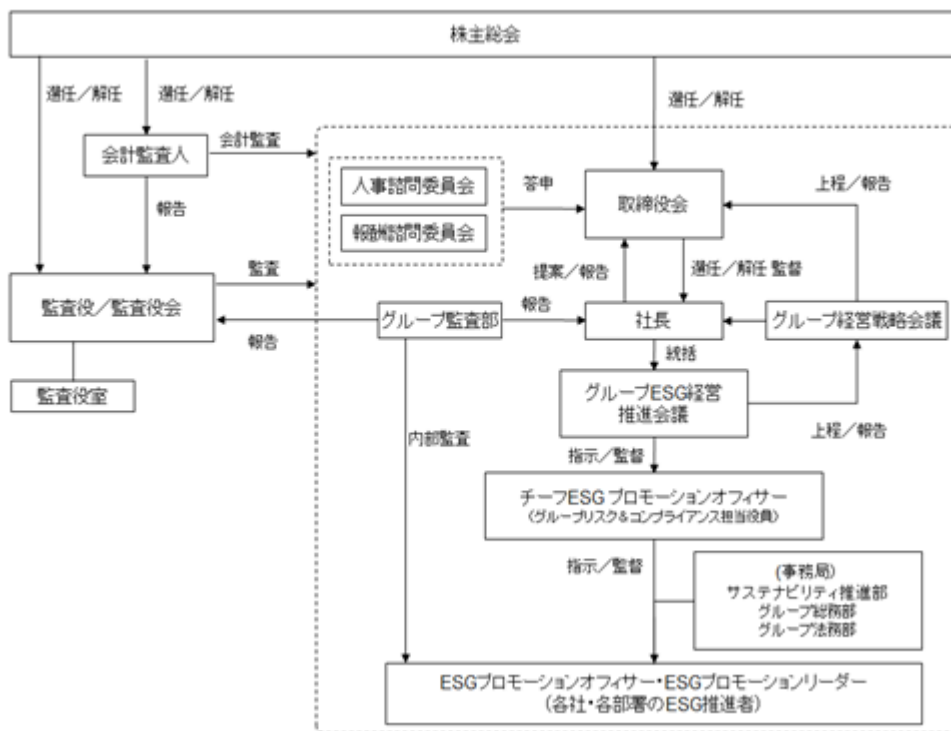 株主総会
選任／解任
選任／解任
選任／解任
会計監査人
会計監査
報告
人事諮問委員会
報酬諮問委員会
答申
取締役会
上程／報告
監査役／監査役会
監査
提案／報告
選任／解任 監督
グループ監査部
報告
報告
社長
グループ経営戦略会議
監査役室
統括
グループESG経営
推進会議
上程／報告
内部監査
指示／監督
チーフESG プロモーションオフィサー
（グループリスク＆コンプライアンス担当役員）
指示／監督
(事務局)
サステナビリティ推進部
グループ総務部
グループ法務部
ESGプロモーションオフィサー・ESGプロモーションリーダー
（各社・各部署のESG推進者）